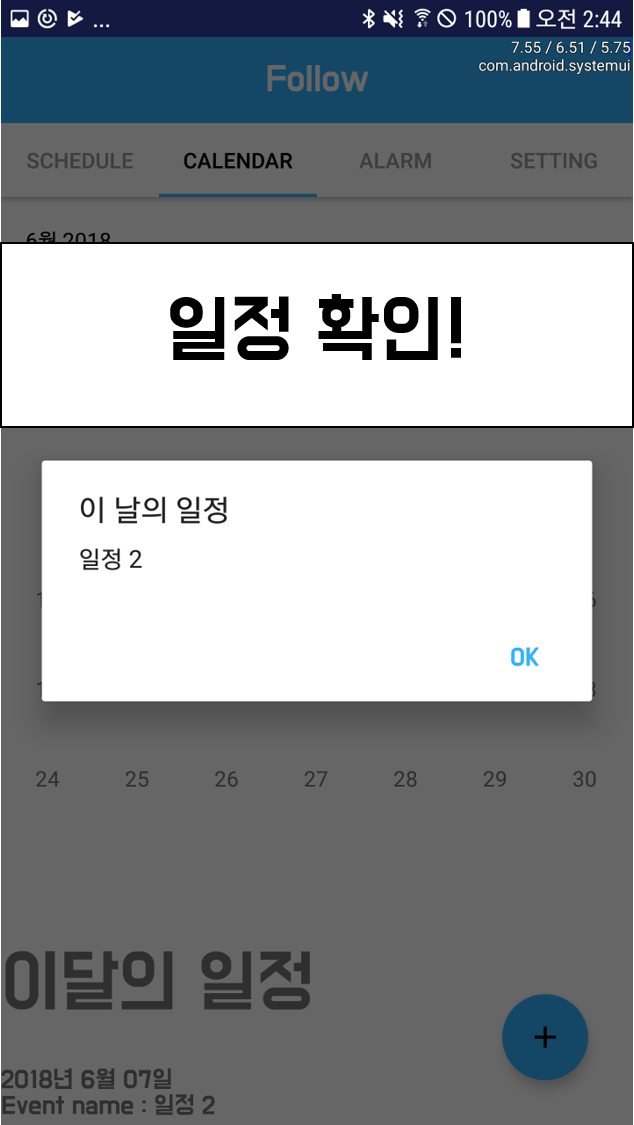 ... 100% 오전 2:44
7.55 / 6.51 / 5.75
com.android.systemui
Follow
SCHEDULE CALENDAR ALARM SETTING
6월 2018
일정 확인!
이 날의 일정
일정 2
OK
24 25 26 27 28 29 30
이달의 일정
+
2018년 6월 07일
Event name : 일정 2